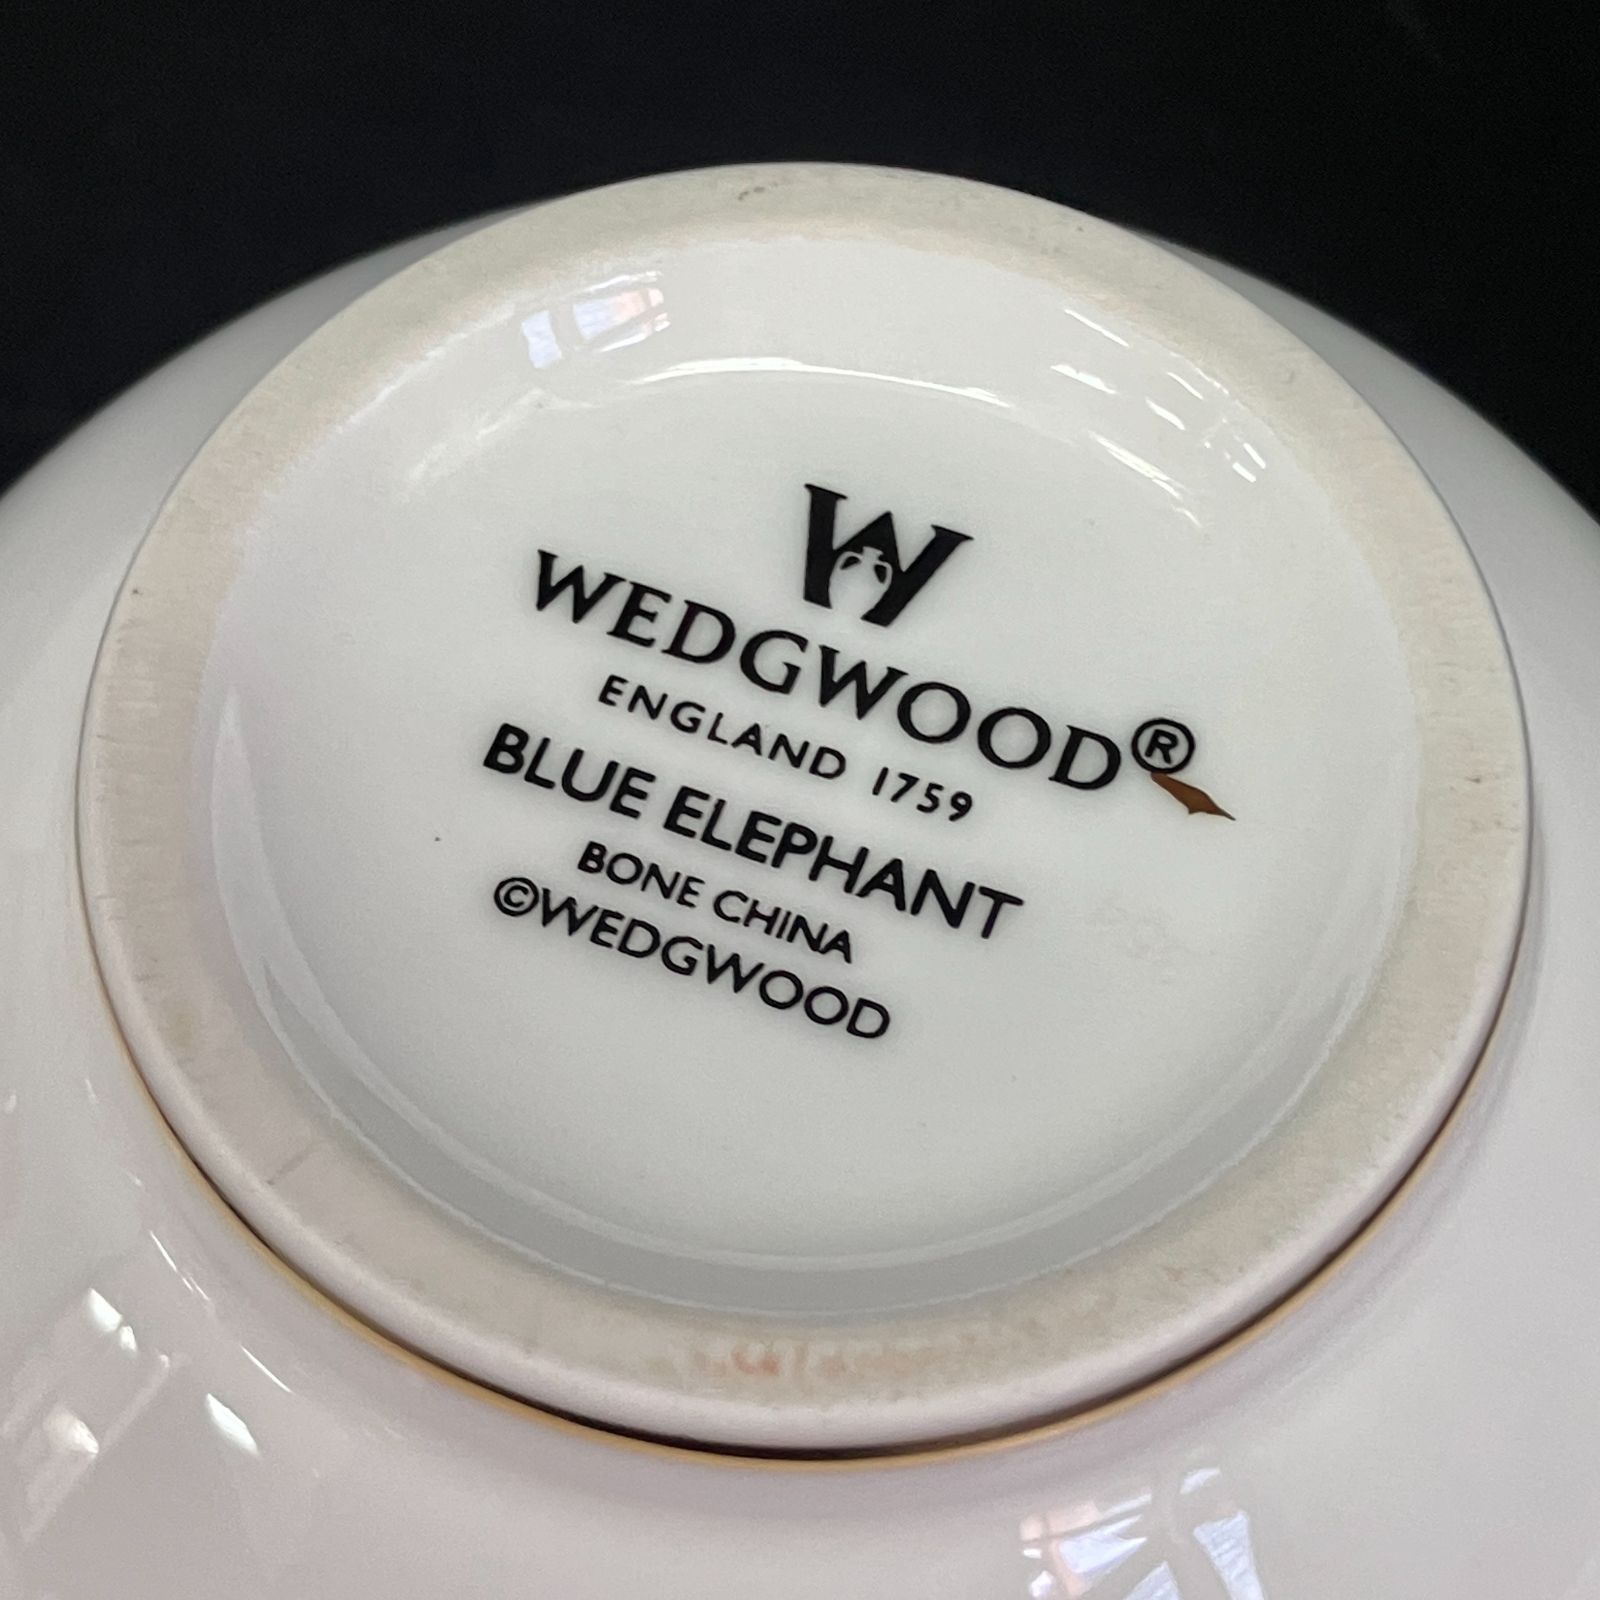 W
WEDGWOOD®
ENGLAND 1759
BLUE ELEPHANT
BONE CHINA
©WEDGWOOD